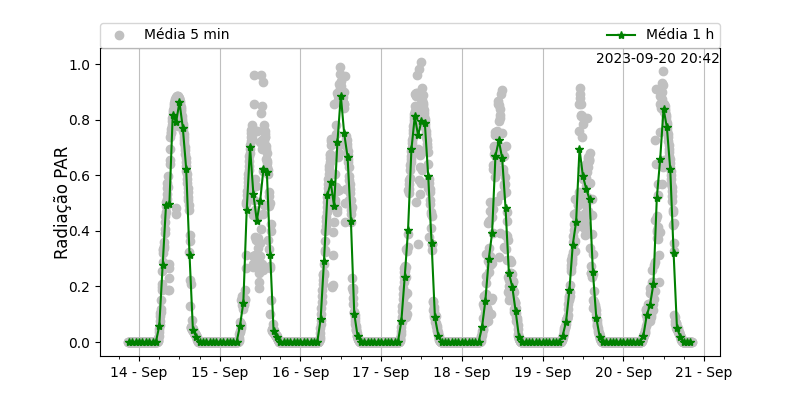 Média 5 min
Média 1 h
2023-09-20 20:42
Radiação PAR
1.0
0.8
0.6
0.4
0.2
0.0
14 - Sep
15 - Sep
16 - Sep
17 - Sep
18 - Sep
19 - Sep
20 - Sep
21 - Sep